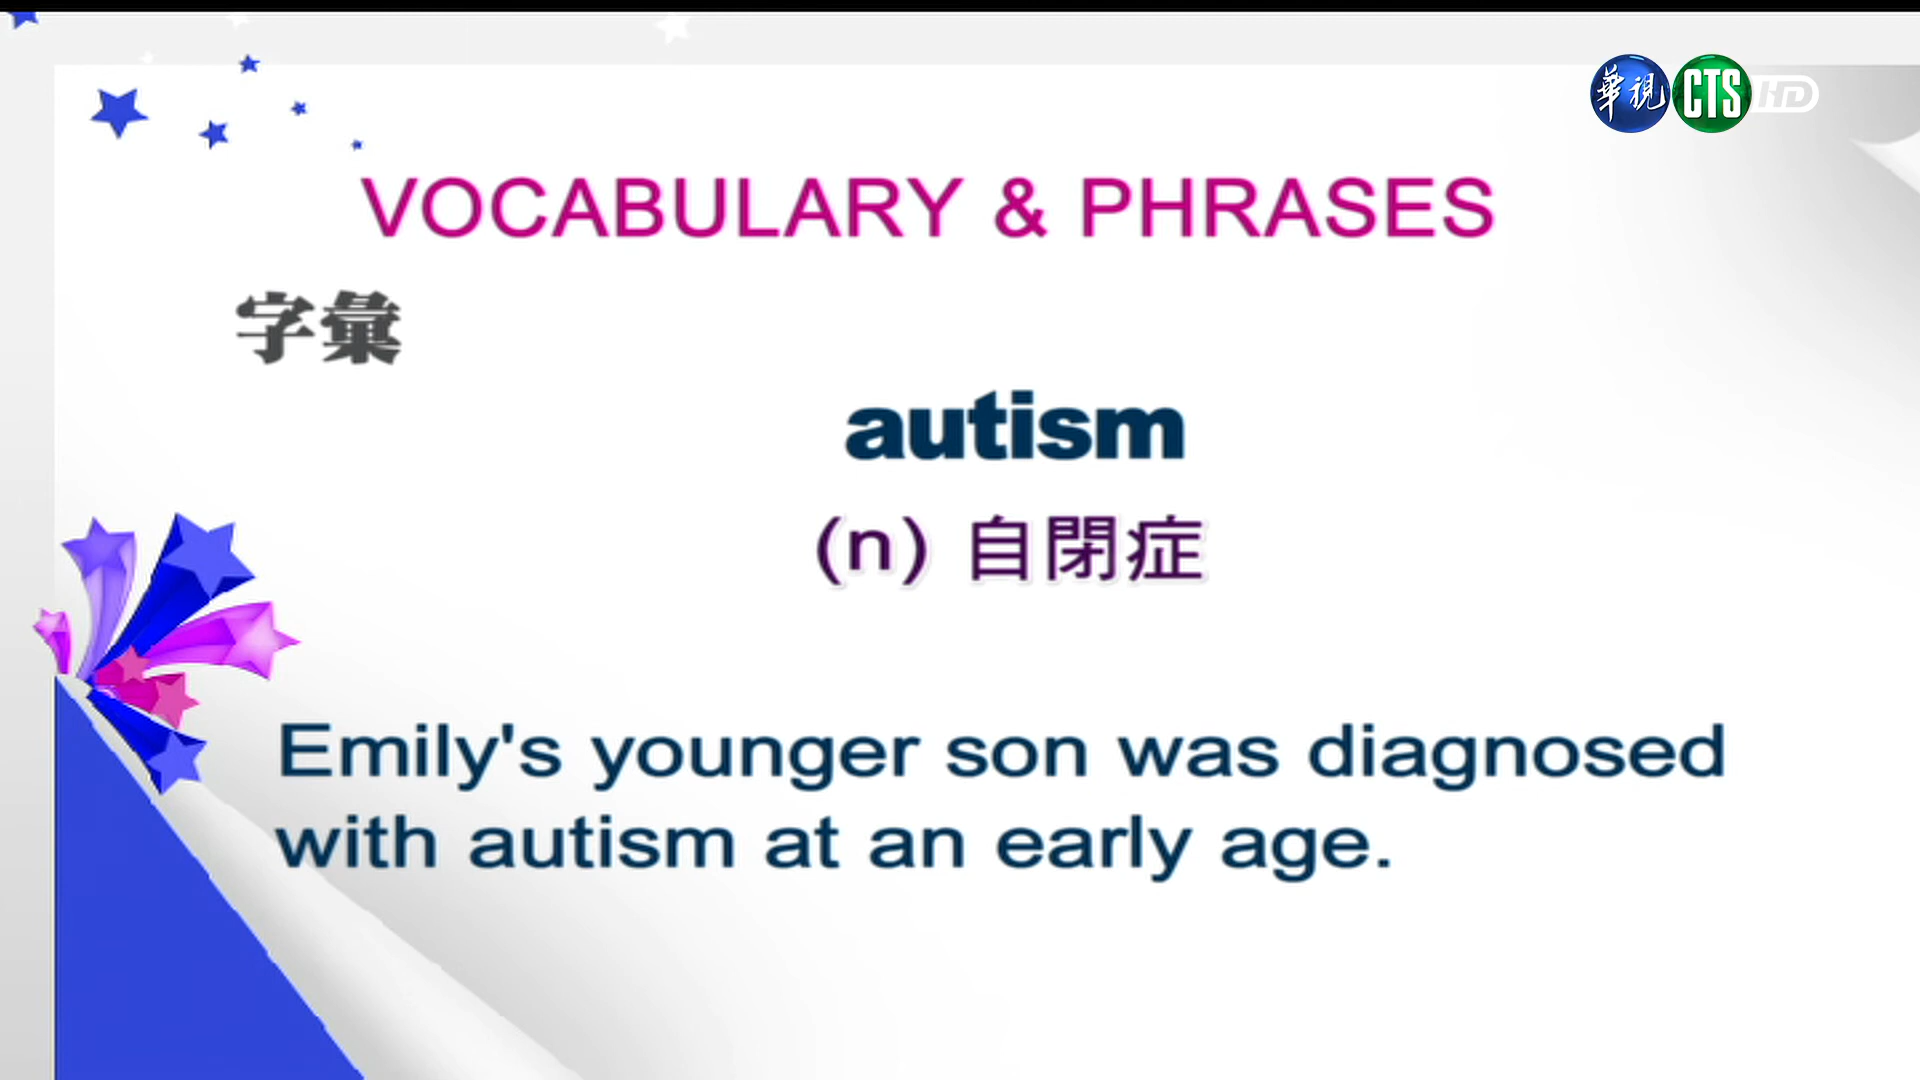 華視 CTS HD
VOCABULARY & PHRASES
字彙
autism
(n) 自閉症
Emily's younger son was diagnosed
with autism at an early age.